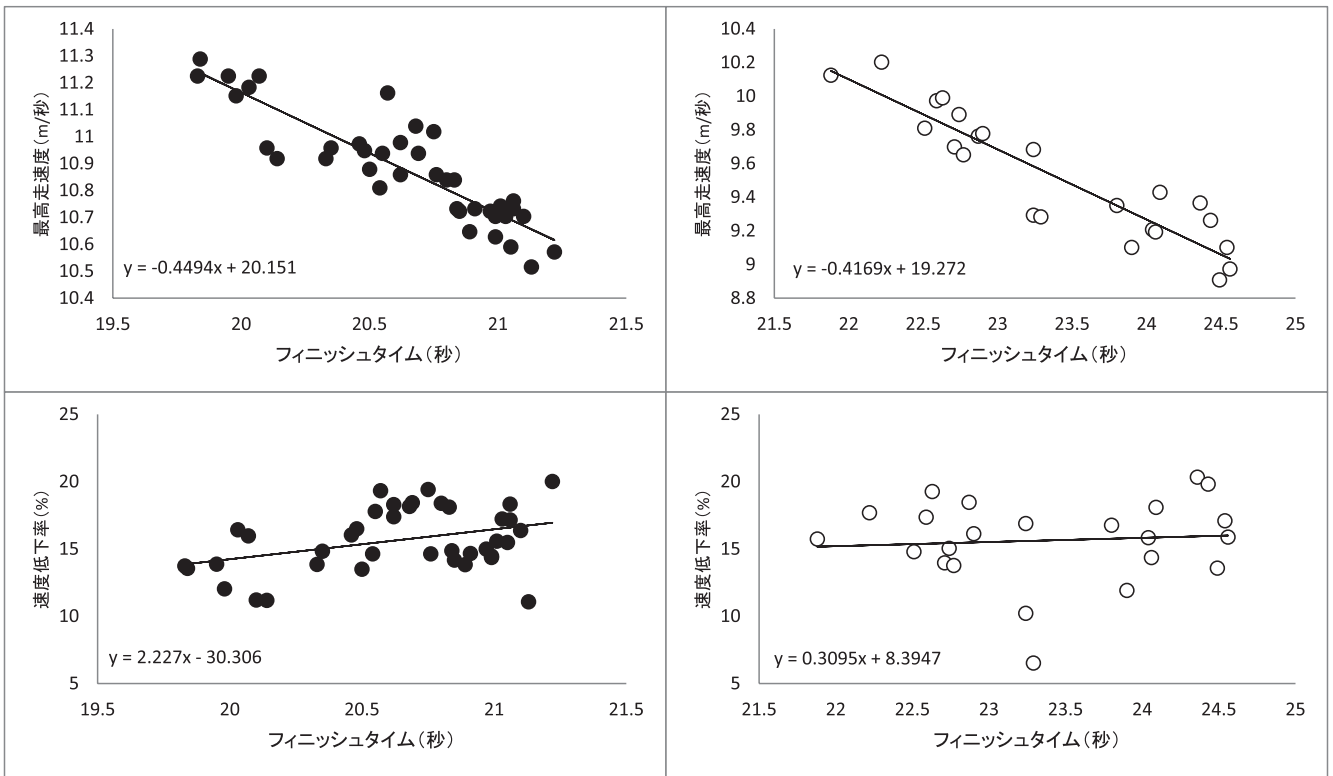 11.4
11.3
11.2
11.1
11
10.9
10.8
10.7
10.6
10.5
10.4
最高走速度(m/秒)
y = -0.4494x + 20.151
19.5 20 20.5 21 21.5
フィニッシュタイム(秒)
10.4
10.2
10
9.8
9.6
9.4
9.2
9
8.8
最高走速度(m/秒)
y = -0.4169x + 19.272
21.5 22 22.5 23 23.5 24 24.5 25
フィニッシュタイム(秒)
25
20
15
10
5
速度低下率(%)
y = 2.227x - 30.306
19.5 20 20.5 21 21.5
フィニッシュタイム(秒)
25
20
15
10
5
速度低下率(%)
y = 0.3095x + 8.3947
21.5 22 22.5 23 23.5 24 24.5 25
フィニッシュタイム(秒)